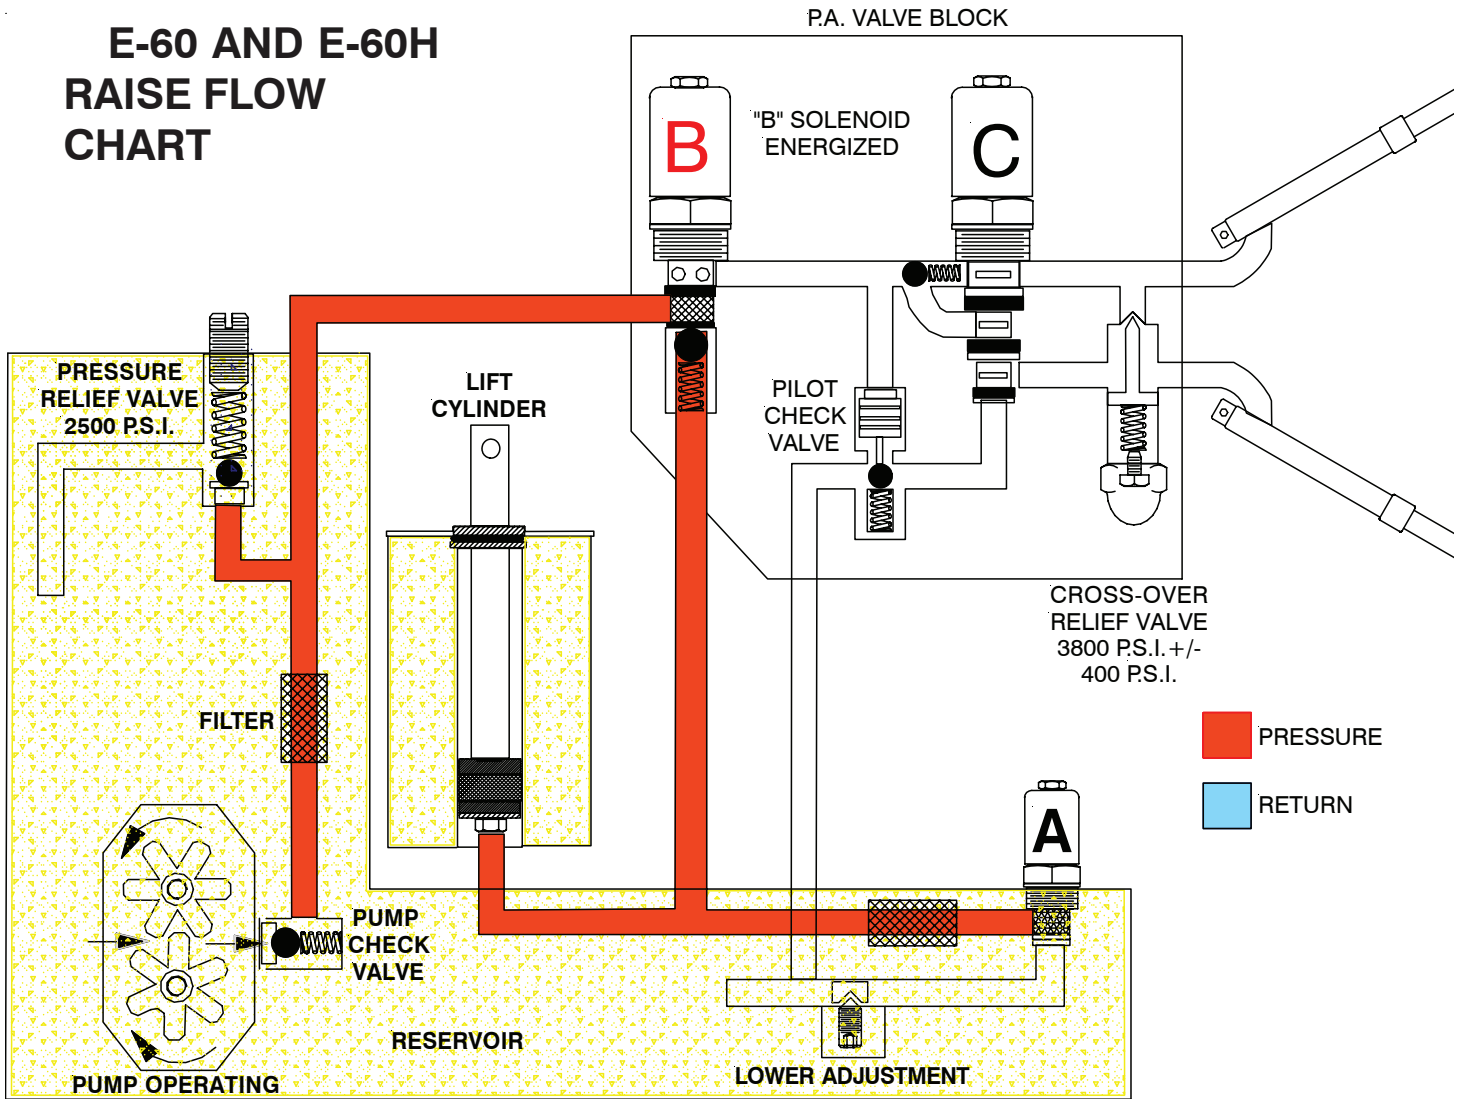 E-60 AND E-60H
RAISE FLOW
CHART
P.A. VALVE BLOCK
B
"B" SOLENOID
ENERGIZED
C
PRESSURE
RELIEF VALVE
2500 P.S.I.
LIFT
CYLINDER
PILOT
CHECK
VALVE
CROSS-OVER
RELIEF VALVE
3800 P.S.I.+/-
400 P.S.I.
FILTER
PRESSURE
RETURN
A
PUMP
CHECK
VALVE
RESERVOIR
LOWER ADJUSTMENT
PUMP OPERATING